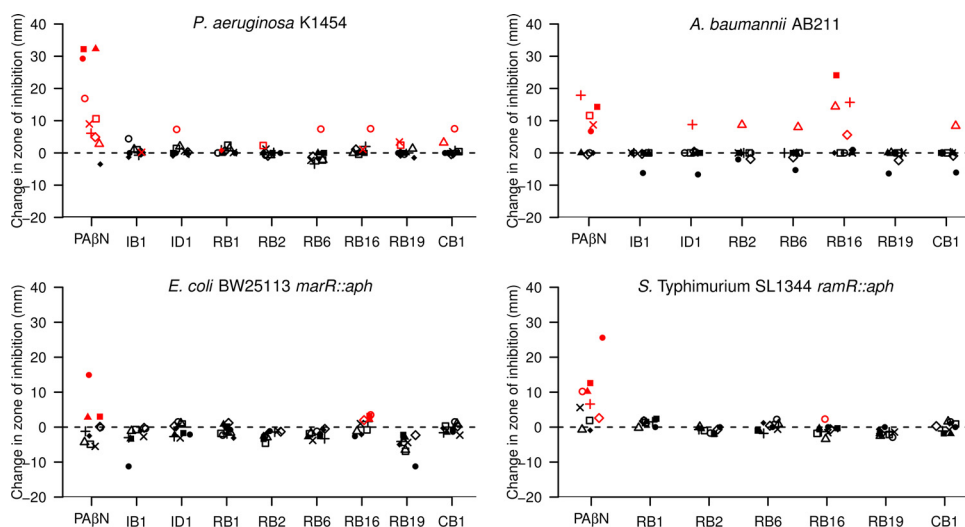 P. aeruginosa K1454
Change in zone of inhibition (mm)
40
30
20
10
0
−10
−20
PAβN IB1 ID1 RB1 RB2 RB6 RB16 RB19 CB1
A. baumannii AB211
Change in zone of inhibition (mm)
40
30
20
10
0
−10
−20
PAβN IB1 ID1 RB2 RB6 RB16 RB19 CB1
E. coli BW25113 marR::aph
Change in zone of inhibition (mm)
40
30
20
10
0
−10
−20
PAβN IB1 ID1 RB1 RB2 RB6 RB16 RB19 CB1
S. Typhimurium SL1344 ramR::aph
Change in zone of inhibition (mm)
40
30
20
10
0
−10
−20
PAβN RB1 RB2 RB6 RB16 RB19 CB1